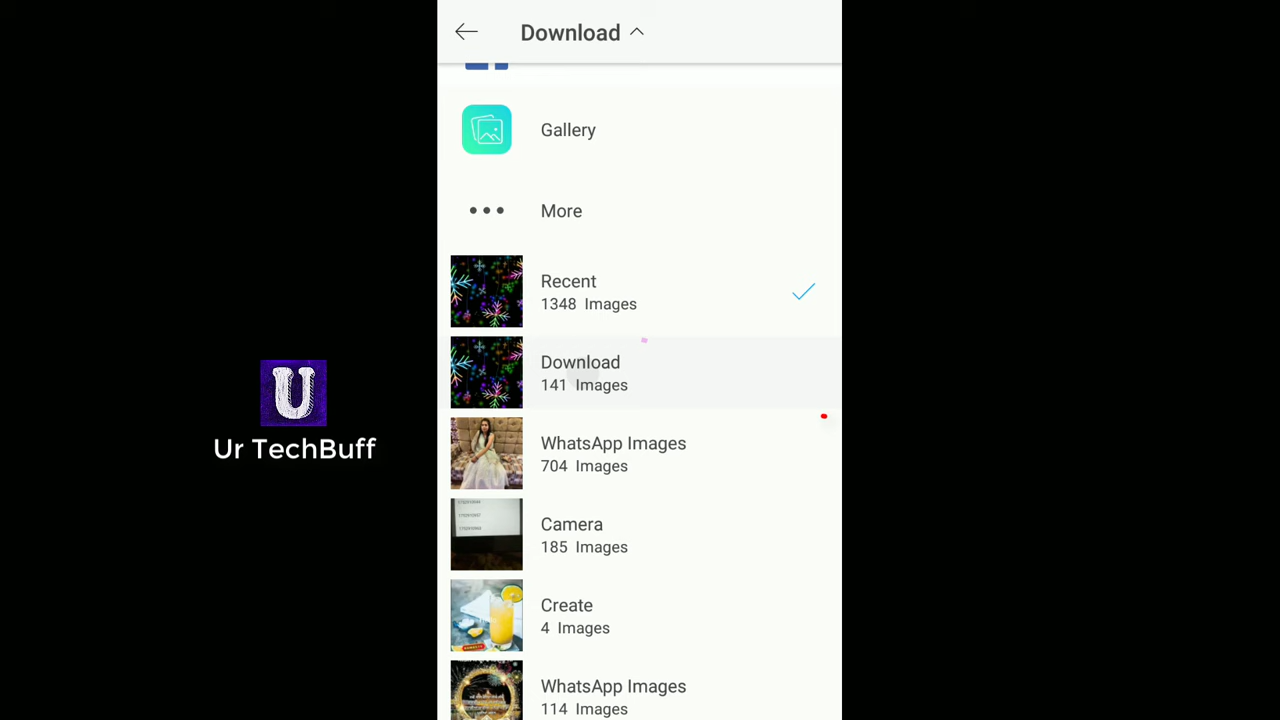 Download
Gallery
More
Recent
1348 Images
Download
141 Images
WhatsApp Images
704 Images
Camera
185 Images
Create
4 Images
WhatsApp Images
114 Images
U
Ur TechBuff